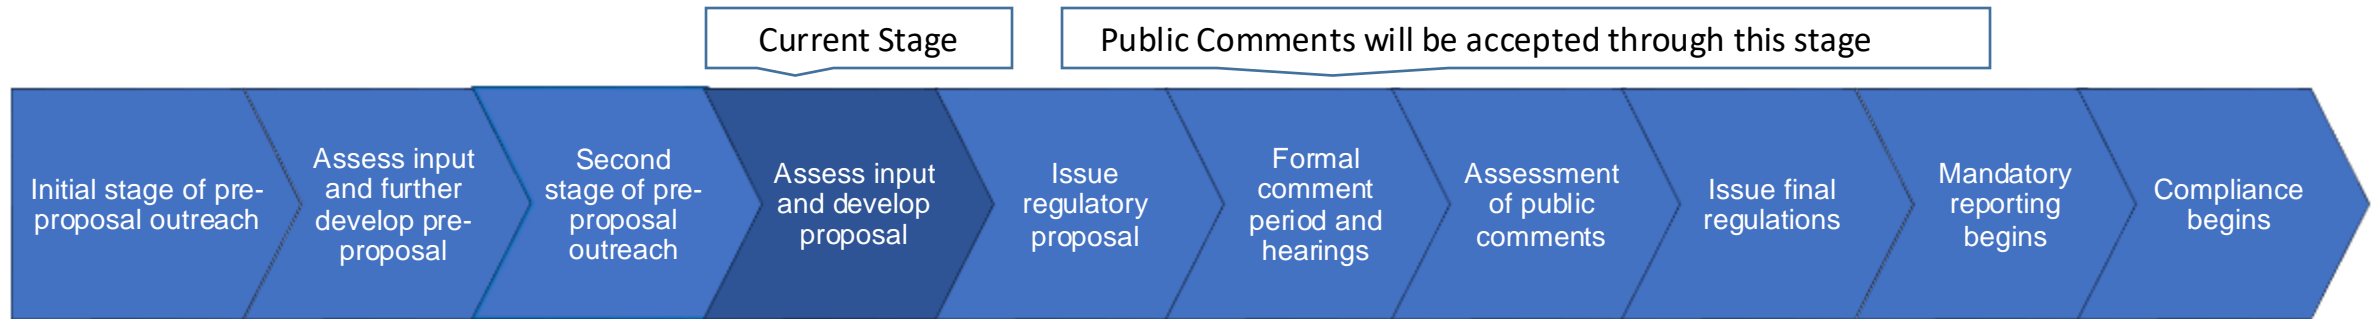 Current Stage
Public Comments will be accepted through this stage
Initial stage of pre-
proposal outreach
Assess input
and further
develop pre-
proposal
Second
stage of pre-
proposal
outreach
Assess input
and develop
proposal
Issue
regulatory
proposal
Formal
comment
period and
hearings
Assessment
of public
comments
Issue final
regulations
Mandatory
reporting
begins
Compliance
begins